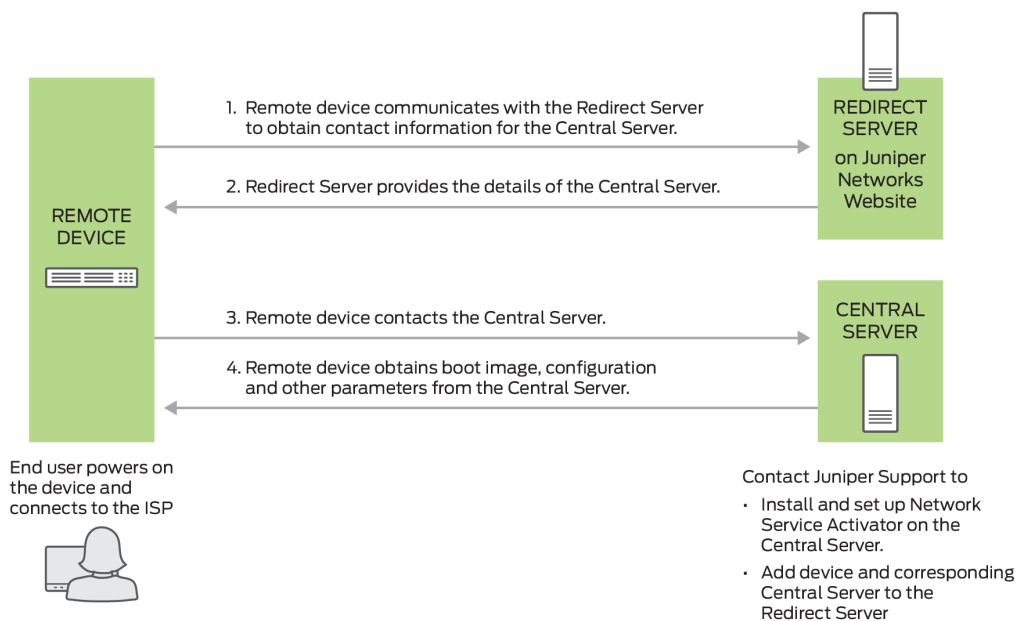 REMOTE
DEVICE
End user powers on
the device and
connects to the ISP
1. Remote device communicates with the Redirect Server
to obtain contact information for the Central Server.
2. Redirect Server provides the details of the Central Server.
3. Remote device contacts the Central Server.
4. Remote device obtains boot image, configuration
and other parameters from the Central Server.
REDIRECT
SERVER
on Juniper
Networks
Website
CENTRAL
SERVER
Contact Juniper Support to
· Install and set up Network
Service Activator on the
Central Server.
· Add device and corresponding
Central Server to the
Redirect Server